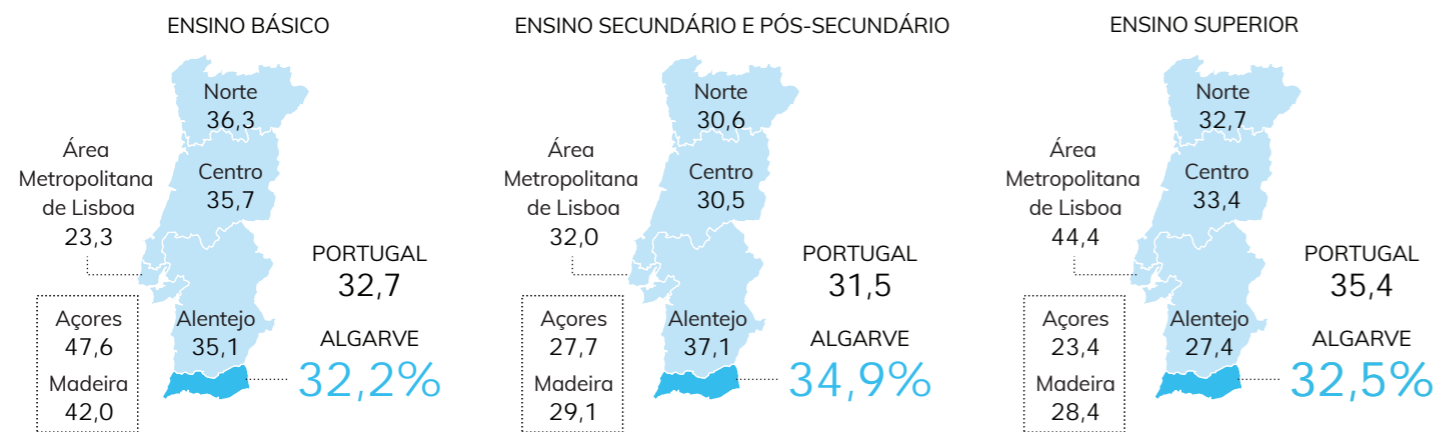 ENSINO BÁSICO
Norte
36,3
Área
Metropolitana
de Lisboa
23,3
Centro
35,7
PORTUGAL
32,7
Açores
47,6
Madeira
42,0
Alentejo
35,1
ALGARVE
32,2%
ENSINO SECUNDÁRIO E PÓS-SECUNDÁRIO
Norte
30,6
Área
Metropolitana
de Lisboa
32,0
Centro
30,5
PORTUGAL
31,5
Açores
27,7
Madeira
29,1
Alentejo
37,1
ALGARVE
34,9%
ENSINO SUPERIOR
Norte
32,7
Área
Metropolitana
de Lisboa
44,4
Centro
33,4
PORTUGAL
35,4
Açores
23,4
Madeira
28,4
Alentejo
27,4
ALGARVE
32,5%